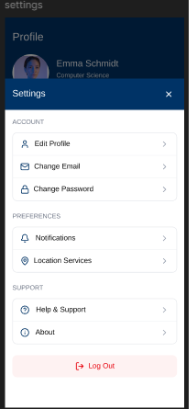 settings
Profile
Emma Schmidt
Computer Science
Settings
ACCOUNT
Edit Profile
Change Email
Change Password
PREFERENCES
Notifications
Location Services
SUPPORT
Help & Support
About
Log Out